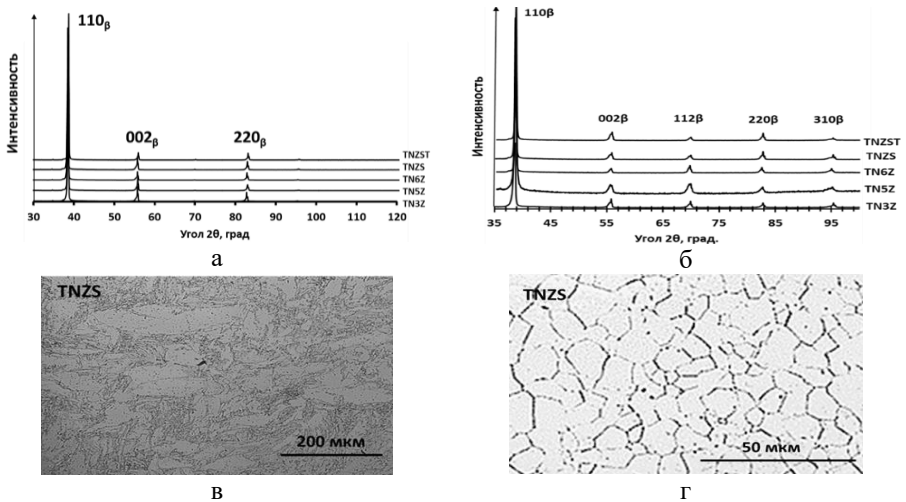 110β
Интенсивность
002β
220β
TNZST
TNZS
TN6Z
TN5Z
TN3Z
30 40 50 60 70 80 90 100 110 120
Угол 2θ, град
а
110β
Интенсивность
002β 112β 220β 310β
TNZST
TNZS
TN6Z
TN5Z
TN3Z
35 45 55 65 75 85 95
Угол 2θ, град.
б
TNZS
200 мкм
в
TNZS
50 мкм
г